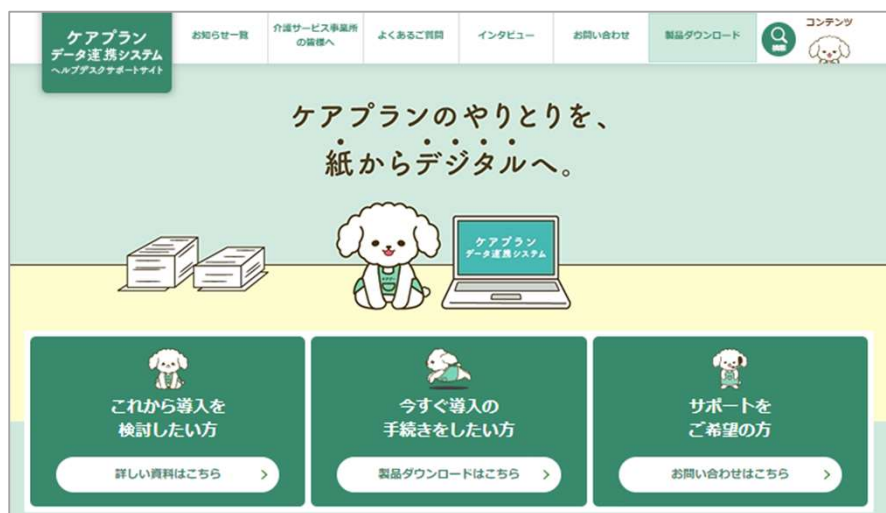 ケアプラン
データ連携システム
ヘルプデスクサポートサイト
お知らせ一覧
介護サービス事業所
の皆様へ
よくあるご質問
インタビュー
お問い合わせ
製品ダウンロード
検索
コンテンツ
ケアプランのやりとりを、
紙からデジタルへ。
ケアプラン
データ連携システム
これから導入を
検討したい方
詳しい資料はこちら
今すぐ導入の
手続きをしたい方
製品ダウンロードはこちら
サポートを
ご希望の方
お問い合わせはこちら